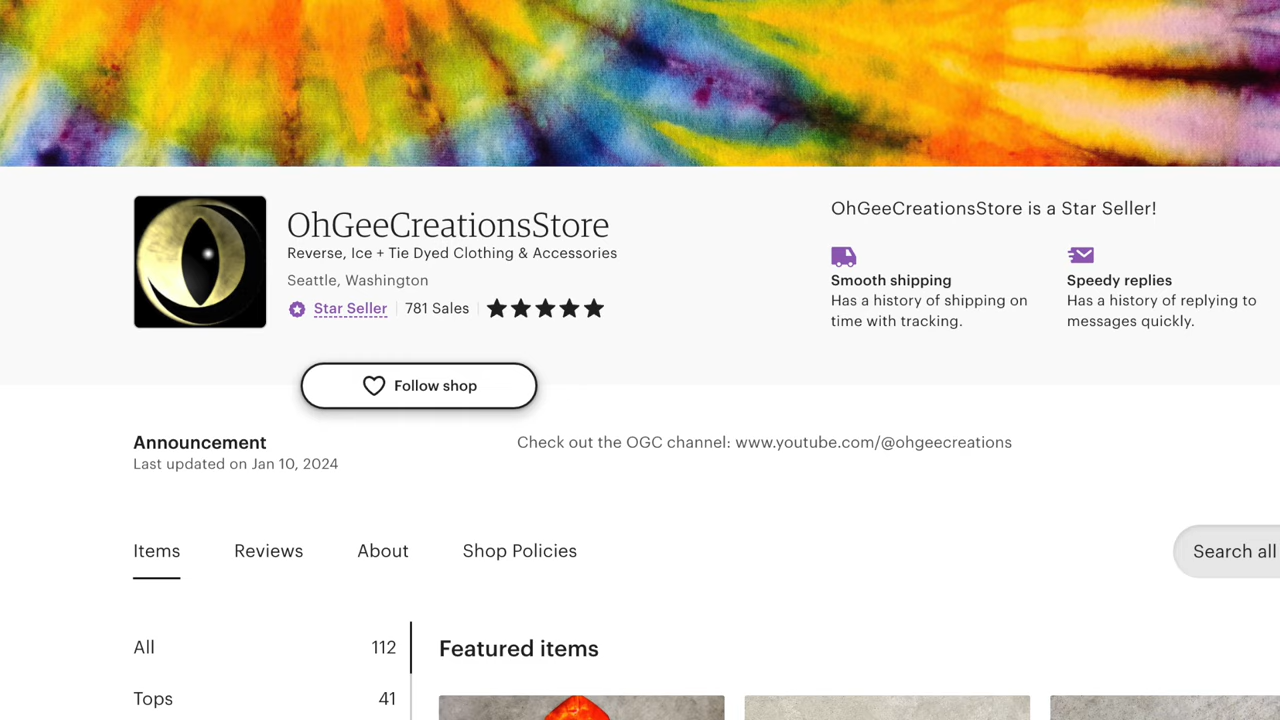 OhGeeCreationsStore
Reverse, Ice + Tie Dyed Clothing & Accessories
Seattle, Washington
Star Seller 781 Sales
OhGeeCreationsStore is a Star Seller!
Smooth shipping
Has a history of shipping on
time with tracking.
Speedy replies
Has a history of replying to
messages quickly.
Follow shop
Announcement
Last updated on Jan 10, 2024
Check out the OGC channel: www.youtube.com/@ohgeecreations
Items Reviews About Shop Policies
Search all
All 112
Tops 41
Featured items